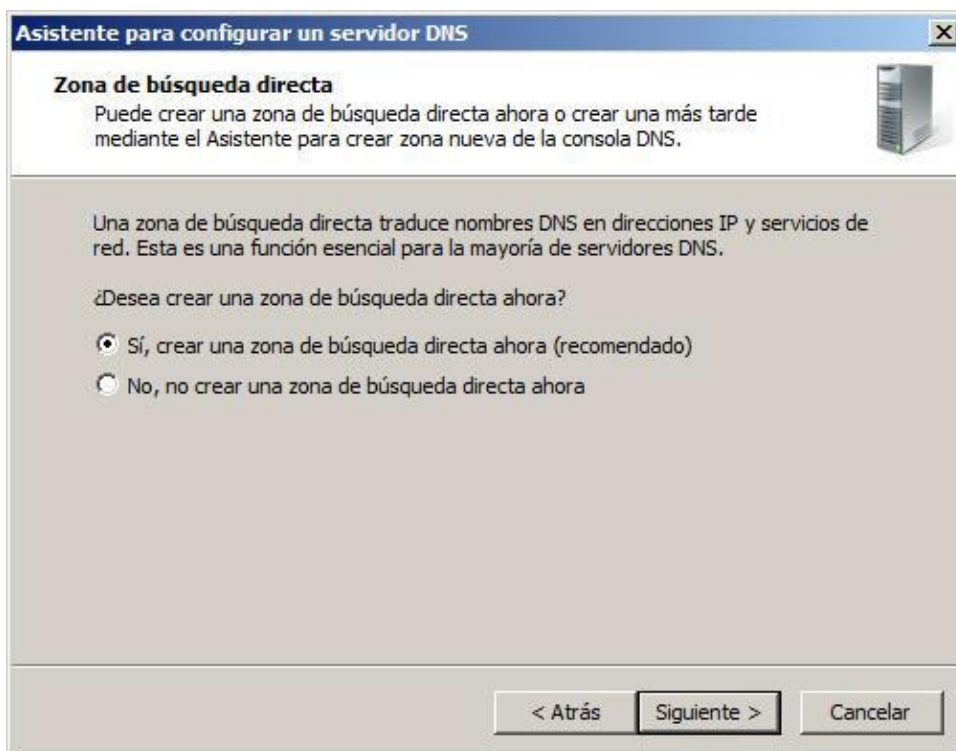 Asistente para configurar un servidor DNS
Zona de búsqueda directa
Puede crear una zona de búsqueda directa ahora o crear una más tarde
mediante el Asistente para crear zona nueva de la consola DNS.
Una zona de búsqueda directa traduce nombres DNS en direcciones IP y servicios de
red. Esta es una función esencial para la mayoría de servidores DNS.
¿Desea crear una zona de búsqueda directa ahora?
Sí, crear una zona de búsqueda directa ahora (recomendado)
No, no crear una zona de búsqueda directa ahora
< Atrás Siguiente > Cancelar